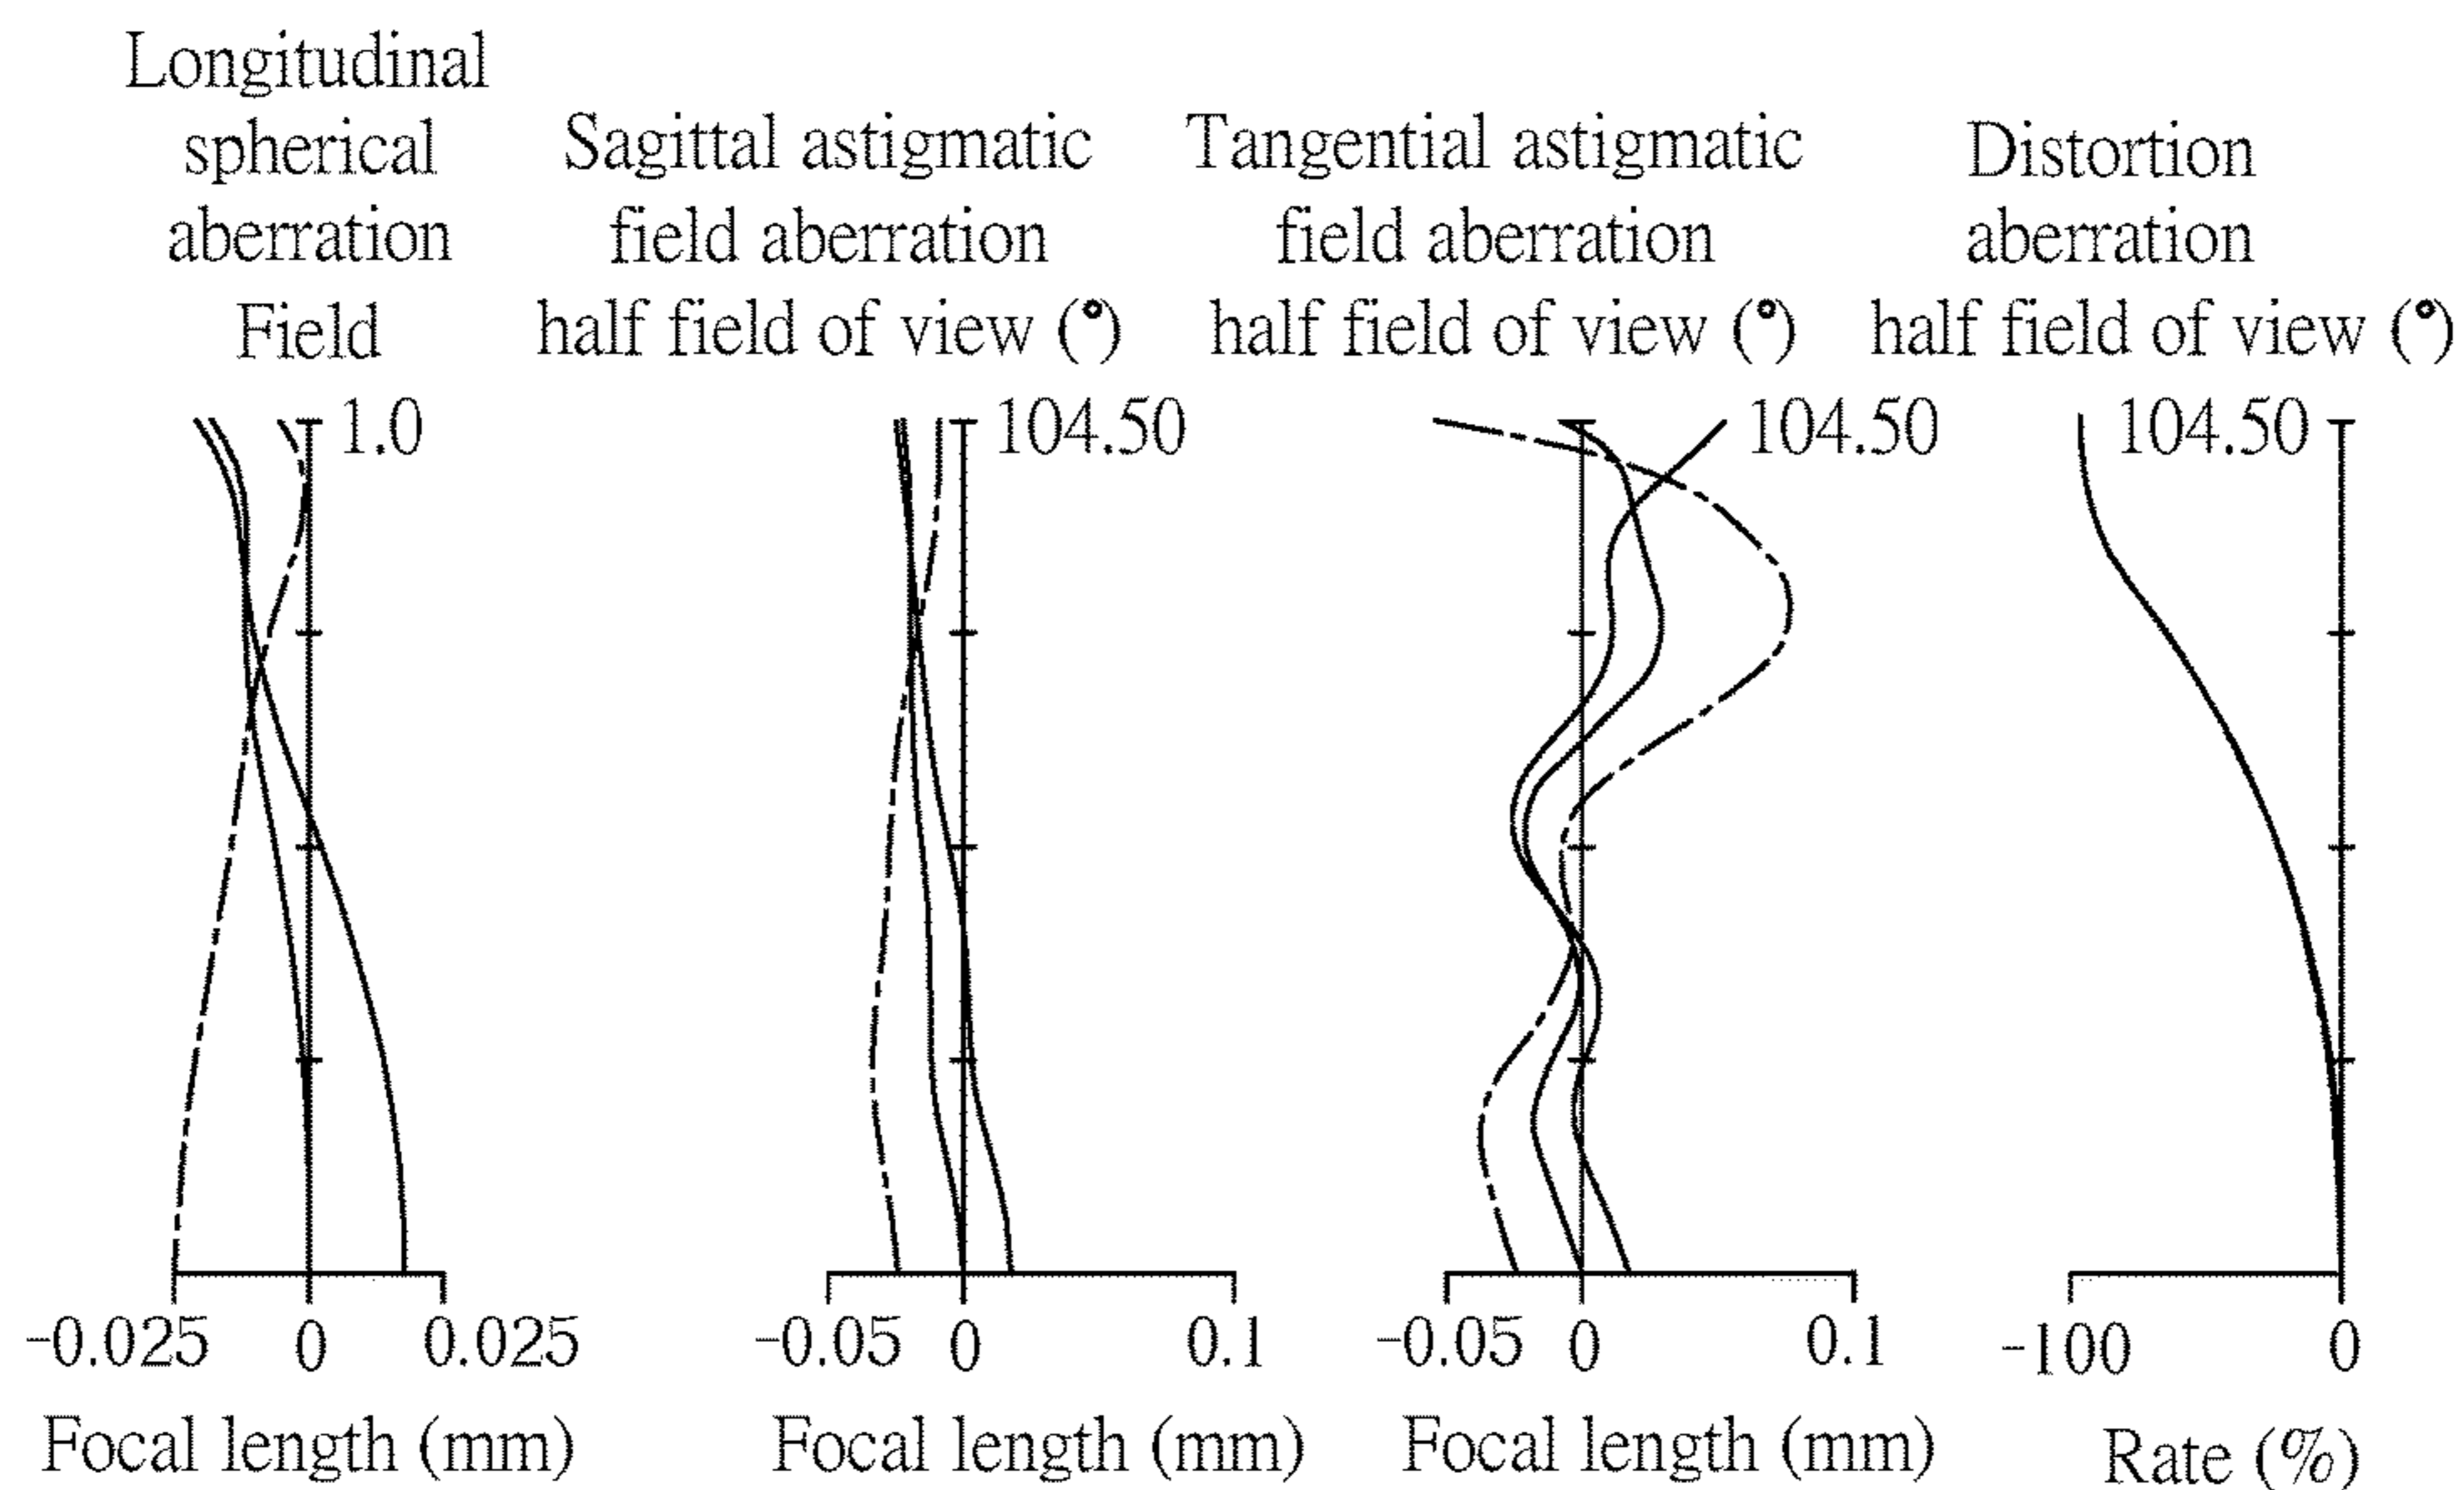 Longitudinal
spherical
aberration
Field
1.0
-0.025 0 0.025
Focal length (mm)
Sagittal astigmatic
field aberration
half field of view (°)
104.50
-0.05 0 0.1
Focal length (mm)
Tangential astigmatic
field aberration
half field of view (°)
104.50
-0.05 0 0.1
Focal length (mm)
Distortion
aberration
half field of view (°)
104.50
-100 0
Rate (%)